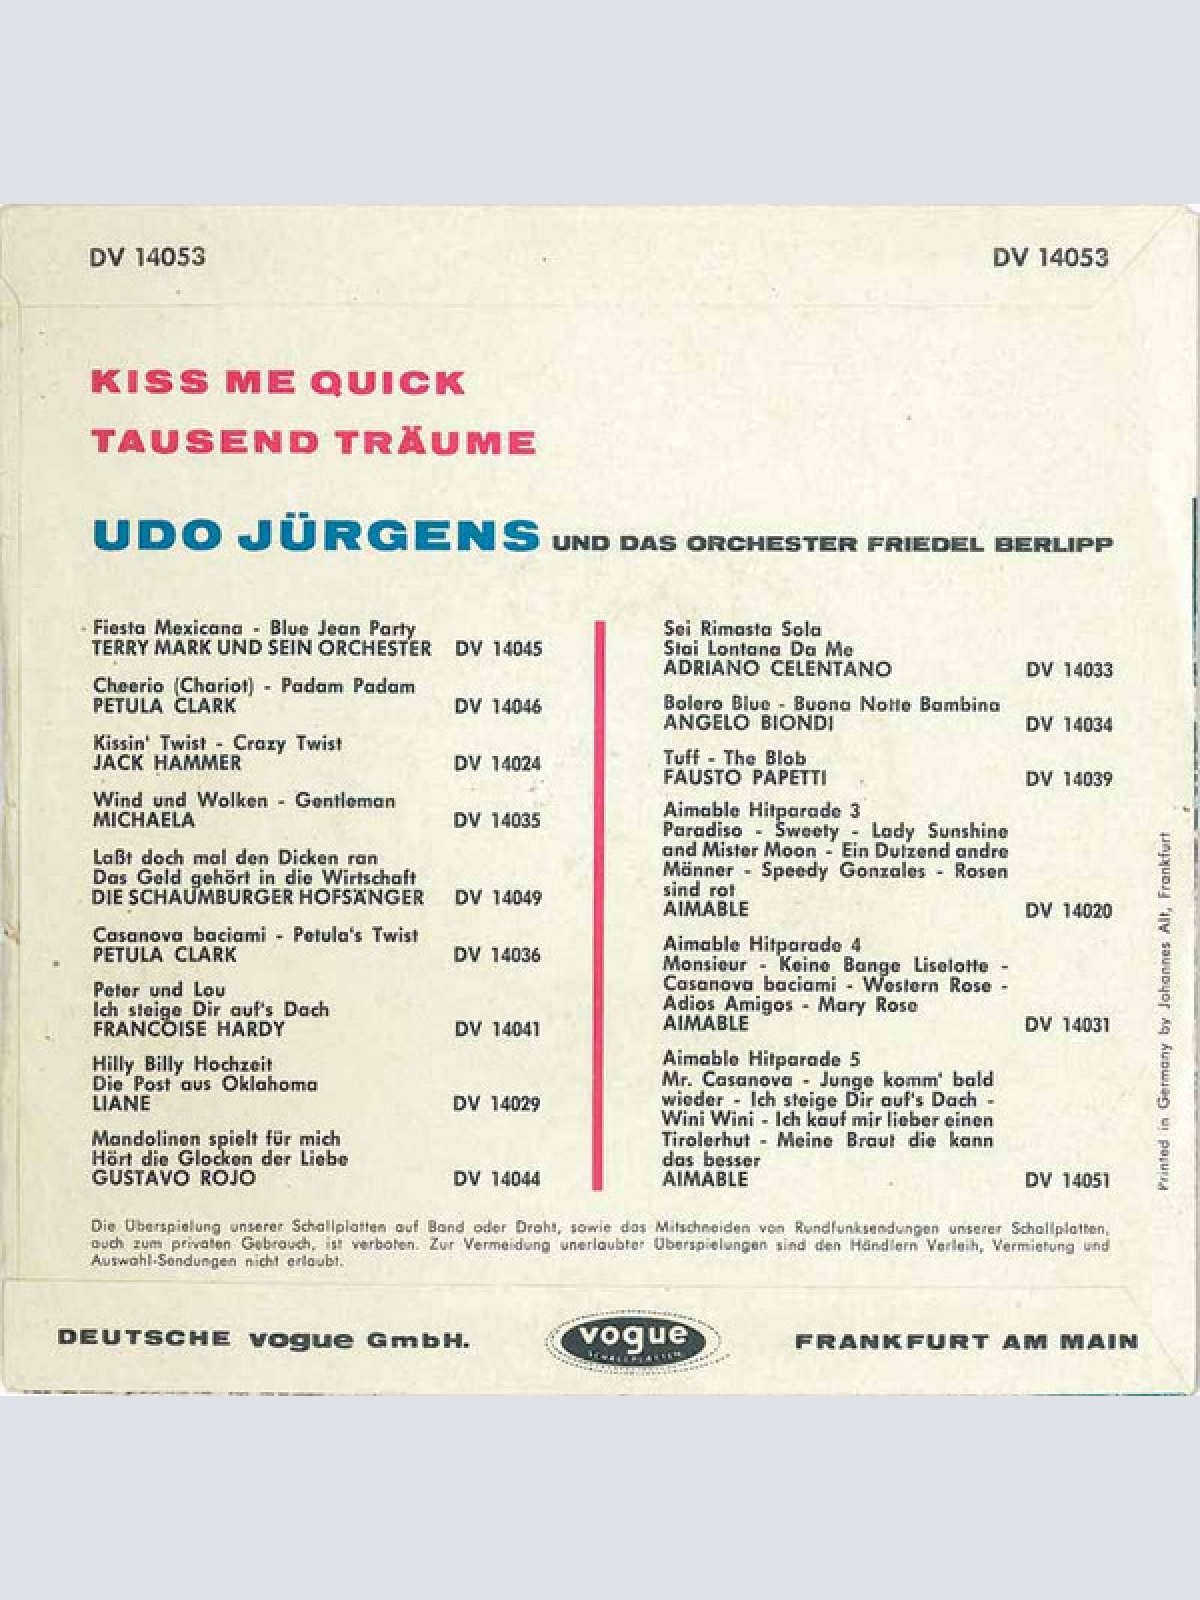 DV 14053
DV 14053
KISS ME QUICK
TAUSEND TRÄUME
UDO JÜRGENS UND DAS ORCHESTER FRIEDEL BERLIPP
Fiesta Mexicana - Blue Jean Party
TERRY MARK UND SEIN ORCHESTER DV 14045
Cheerio (Chariot) - Padam Padam
PETULA CLARK DV 14046
Kissin' Twist - Crazy Twist
JACK HAMMER DV 14024
Wind und Wolken - Gentleman
MICHAELA DV 14035
Laßt doch mal den Dicken ran
Das Geld gehört in die Wirtschaft
DIE SCHAUMBURGER HOFSÄNGER DV 14049
Casanova baciami - Petula's Twist
PETULA CLARK DV 14036
Peter und Lou
Ich steige Dir auf's Dach
FRANCOISE HARDY DV 14041
Hilly Billy Hochzeit
Die Post aus Oklahoma
LIANE DV 14029
Mandolinen spielt für mich
Hört die Glocken der Liebe
GUSTAVO ROJO DV 14044
Sei Rimasta Sola
Stai Lontana Da Me
ADRIANO CELENTANO DV 14033
Bolero Blue - Buona Notte Bambina
ANGELO BIONDI DV 14034
Tuff - The Blob
FAUSTO PAPETTI DV 14039
Aimable Hitparade 3
Paradiso - Sweety - Lady Sunshine
and Mister Moon - Ein Dutzend andre
Männer - Speedy Gonzales - Rosen
sind rot
AIMABLE DV 14020
Aimable Hitparade 4
Monsieur - Keine Bange Liselotte -
Casanova baciami - Western Rose -
Adios Amigos - Mary Rose
AIMABLE DV 14031
Aimable Hitparade 5
Mr. Casanova - Junge komm' bald
wieder - Ich steige Dir auf's Dach -
Wini Wini - Ich kauf mir lieber einen
Tirolerhut - Meine Braut die kann
das besser
AIMABLE DV 14051
Die Überspielung unserer Schallplatten auf Band oder Draht, sowie das Mitschneiden von Rundfunksendungen unserer Schallplatten,
auch zum privaten Gebrauch, ist verboten. Zur Vermeidung unerlaubter Überspielungen sind den Händlern Verleih, Vermietung und
Auswahl-Sendungen nicht erlaubt.
Printed in Germany by Johannes Alt, Frankfurt
DEUTSCHE vogue GmbH.
vogue
SCHALLPLATTEN
FRANKFURT AM MAIN